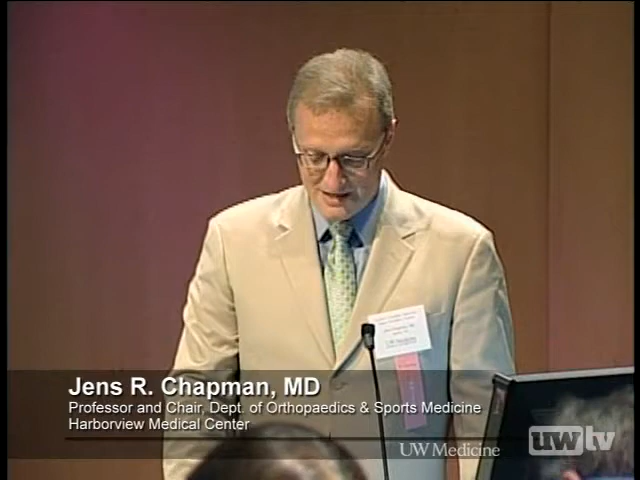 Jens R. Chapman, MD
Professor and Chair, Dept. of Orthopaedics & Sports Medicine
Harborview Medical Center
UW Medicine
uwtv